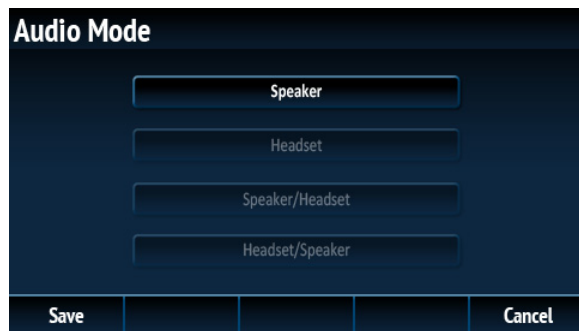 Audio Mode
Speaker
Headset
Speaker/Headset
Headset/Speaker
Save Cancel